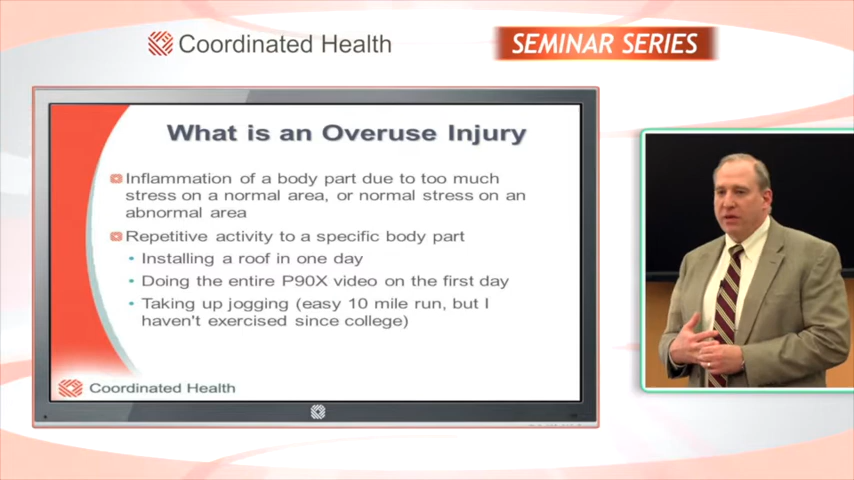 Coordinated Health
SEMINAR SERIES
What is an Overuse Injury
Inflammation of a body part due to too much
stress on a normal area, or normal stress on an
abnormal area
Repetitive activity to a specific body part
• Installing a roof in one day
• Doing the entire P90X video on the first day
• Taking up jogging (easy 10 mile run, but I
haven't exercised since college)
Coordinated Health